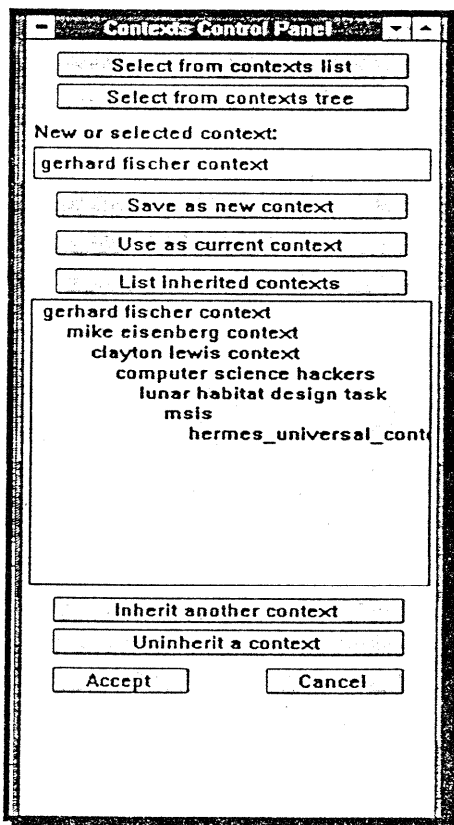 Contexts Control Panel
Select from contexts list
Select from contexts tree
New or selected context:
gerhard fischer context
Save as new context
Use as current context
List inherited contexts
gerhard fischer context
mike eisenberg context
clayton lewis context
computer science hackers
lunar habitat design task
msis
hermes_universal_conte
Inherit another context
Uninherit a context
Accept Cancel